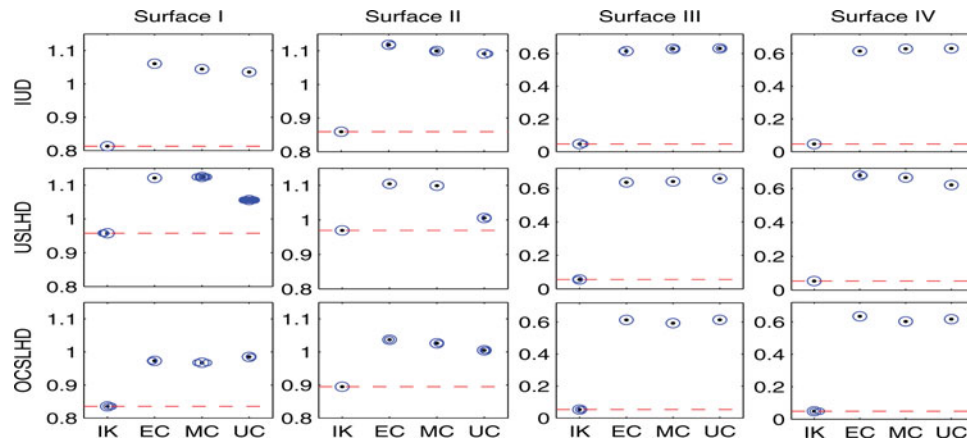 Surface I Surface II Surface III Surface IV
IUD
1.1 1.1 0.6 0.6
1 1 0.4 0.4
0.9 0.9 0.2 0.2
0.8 0.8 0 0
USLHD
1.1 1.1 0.8 0.8
1 1 0.6 0.6
0.9 0.9 0.4 0.4
0.8 0.8 0.2 0.2
0 0
OCSLHD
1.1 1.1 0.6 0.6
1 1 0.4 0.4
0.9 0.9 0.2 0.2
0.8 0.8 0 0
IK EC MC UC IK EC MC UC IK EC MC UC IK EC MC UC